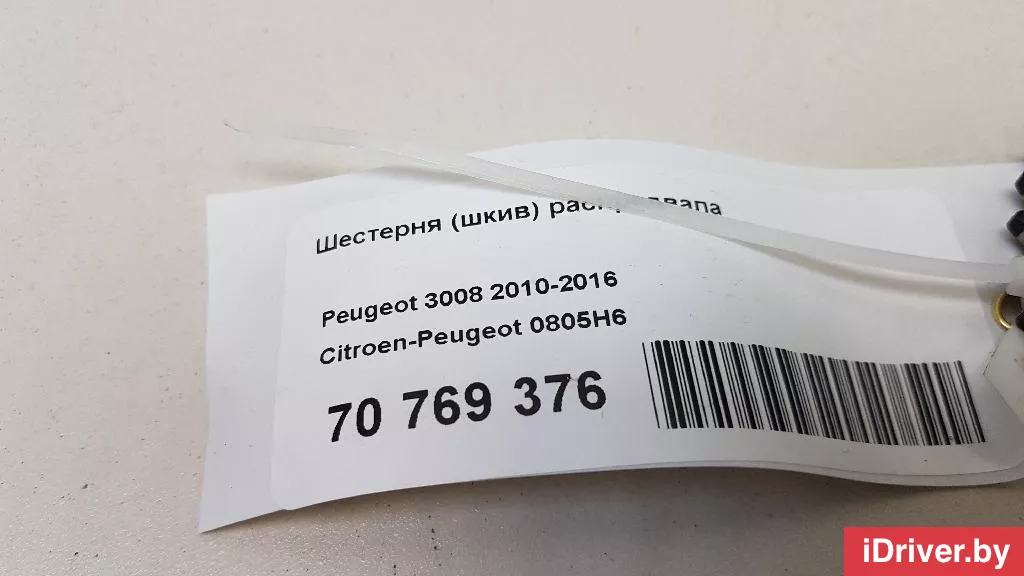 Шестерня (шкив)
Peugeot 3008 2010-2016
Citroen-Peugeot 0805H6
70 769 376
iDriver.by